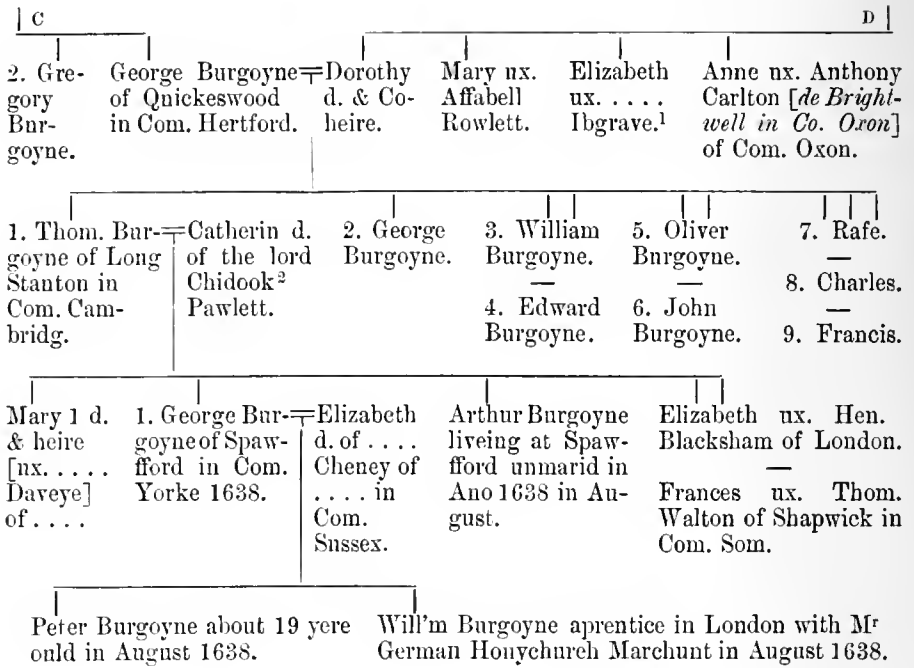 C D
2. Gre-
gory
Bur-
goyne.
George Burgoyne
of Quickeswood
in Com. Hertford.
Dorothy
d. & Co-
heire.
Mary ux.
Affabell
Rowlett.
Elizabeth
ux. . . . .
Ibgrave.¹
Anne ux. Anthony
Carlton [de Bright-
well in Co. Oxon]
of Com. Oxon.
1. Thom. Bur-
goyne of Long
Stanton in
Com. Cam-
bridg.
Catherin d.
of the lord
Chidook²
Pawlett.
2. George
Burgoyne.
3. William
Burgoyne.
—
4. Edward
Burgoyne.
5. Oliver
Burgoyne.
—
6. John
Burgoyne.
7. Rafe.
—
8. Charles.
—
9. Francis.
Mary 1 d.
& heire
[ux. . . . .
Daveye]
of . . . .
1. George Bur-
goyne of Spaw-
fford in Com.
Yorke 1638.
Elizabeth
d. of . . . .
Cheney of
. . . . in
Com.
Sussex.
Arthur Burgoyne
liveing at Spaw-
fford unmarid in
Ano 1638 in Au-
gust.
Elizabeth ux. Hen.
Blacksham of London.
—
Frances ux. Thom.
Walton of Shapwick in
Com. Som.
Peter Burgoyne about 19 yere
ould in August 1638.
Will'm Burgoyne aprentice in London with Mʳ
German Honychurch Marchunt in August 1638.